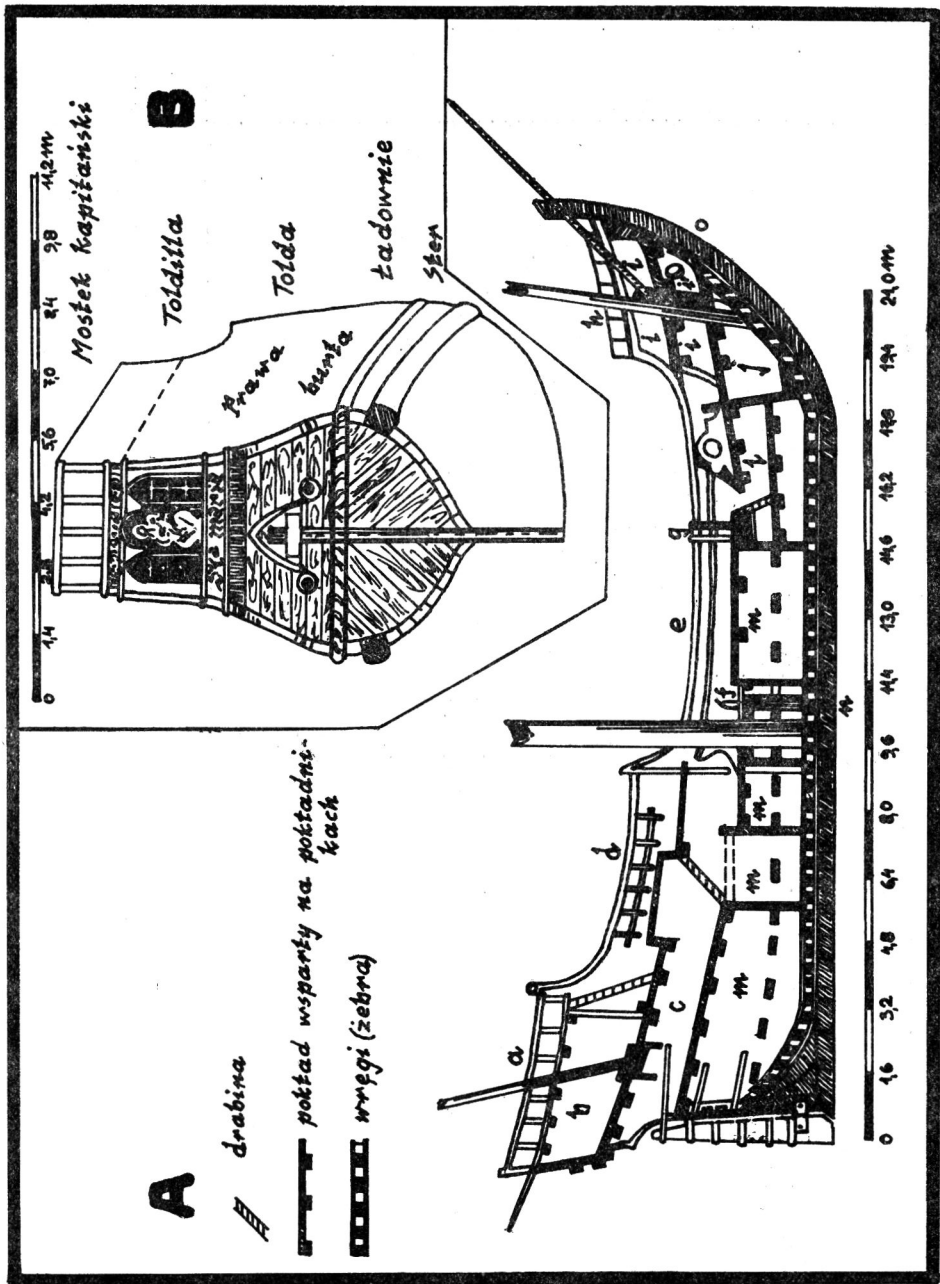 0 1,4 2,8 4,2 5,6 7,0 8,4 9,8 11,2m
Mostek kapitański
A
B
drabina
Toldilla
pokład wsparty na pokładni-
kach
prawa
burta
Tolda
wręgi (żebra)
Ładownie
ster
Sta Maria
a
b
c
d
e
f
g
h
i
i
i
i
i
j
l
m
m
m
m
n
o
0 1,6 3,2 4,8 6,4 8,0 9,6 11,4 13,0 14,6 16,2 17,8 19,4 21,0m